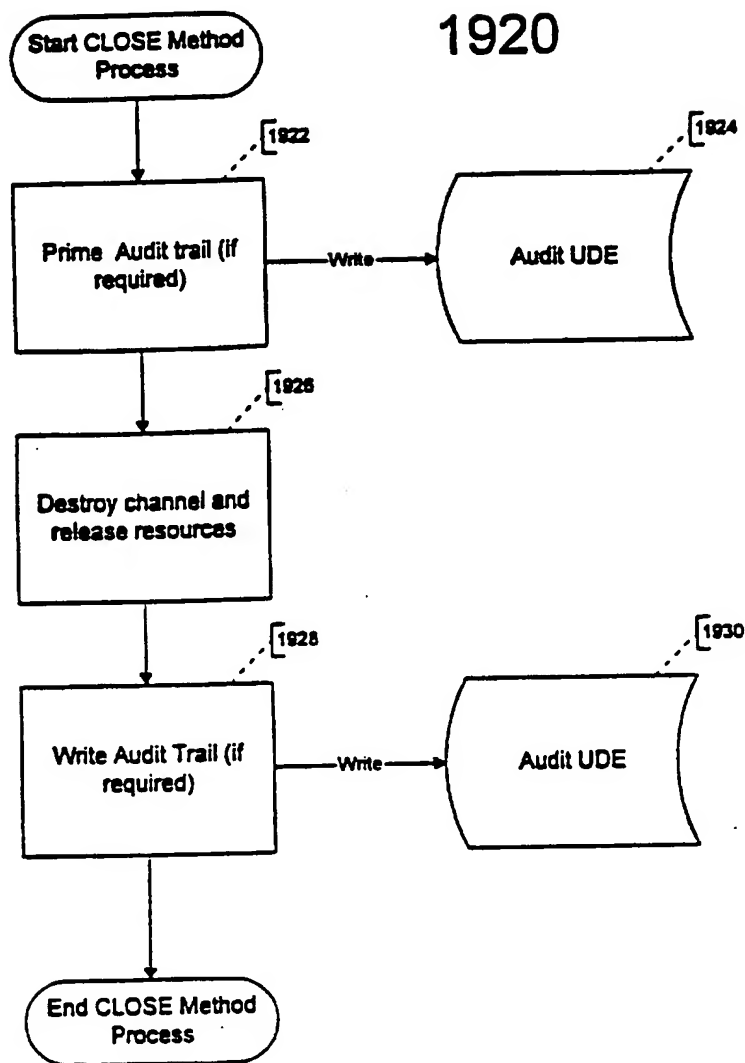 1920
Start CLOSE Method
Process
1922
1924
Prime Audit trail (if
required)
Write
Audit UDE
1926
Destroy channel and
release resources
1928
1930
Write Audit Trail (if
required)
Write
Audit UDE
End CLOSE Method
Process